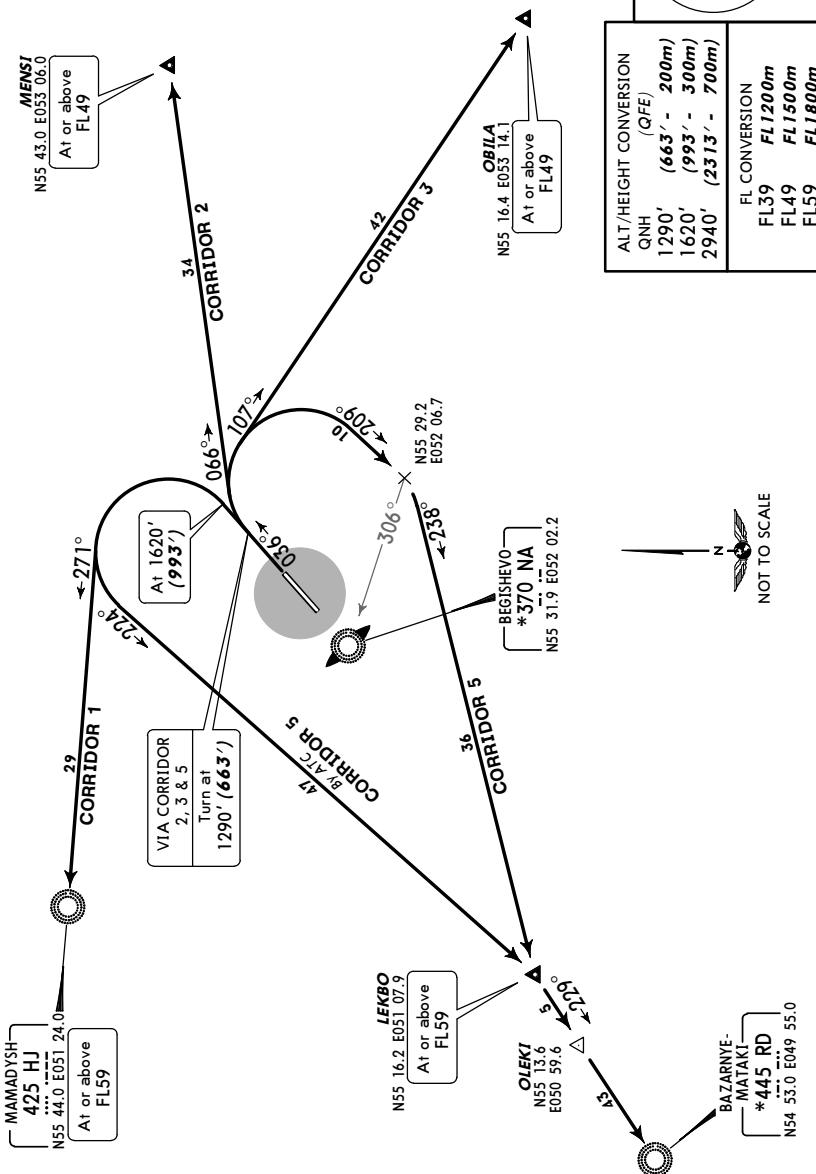 MENSI
N55 43.0 E053 06.0
At or above
FL49
34
CORRIDOR 2
066°
OBILA
N55 16.4 E053 14.1
At or above
FL49
42
CORRIDOR 3
107°
ALT/HEIGHT CONVERSION
QNH (QFE)
1290' (663' - 200m)
1620' (993' - 300m)
2940' (2313' - 700m)
FL CONVERSION
FL39 FL1200m
FL49 FL1500m
FL59 FL1800m
209°
10
N55 29.2
E052 06.7
306°
238°
At 1620'
(993')
036°
271°
224°
29
CORRIDOR 1
VIA CORRIDOR
2, 3 & 5
Turn at
1290' (663')
47
By ATC
CORRIDOR 5
36
CORRIDOR 5
BEGISHEVO
*370 NA
N55 31.9 E052 02.2
N
NOT TO SCALE
MAMADYSH
425 HJ
N55 44.0 E051 24.0
At or above
FL59
LEKBO
N55 16.2 E051 07.9
At or above
FL59
229°
5
OLEKI
N55 13.6
E050 59.6
43
BAZARNYE-
MATAKI
*445 RD
N54 53.0 E049 55.0